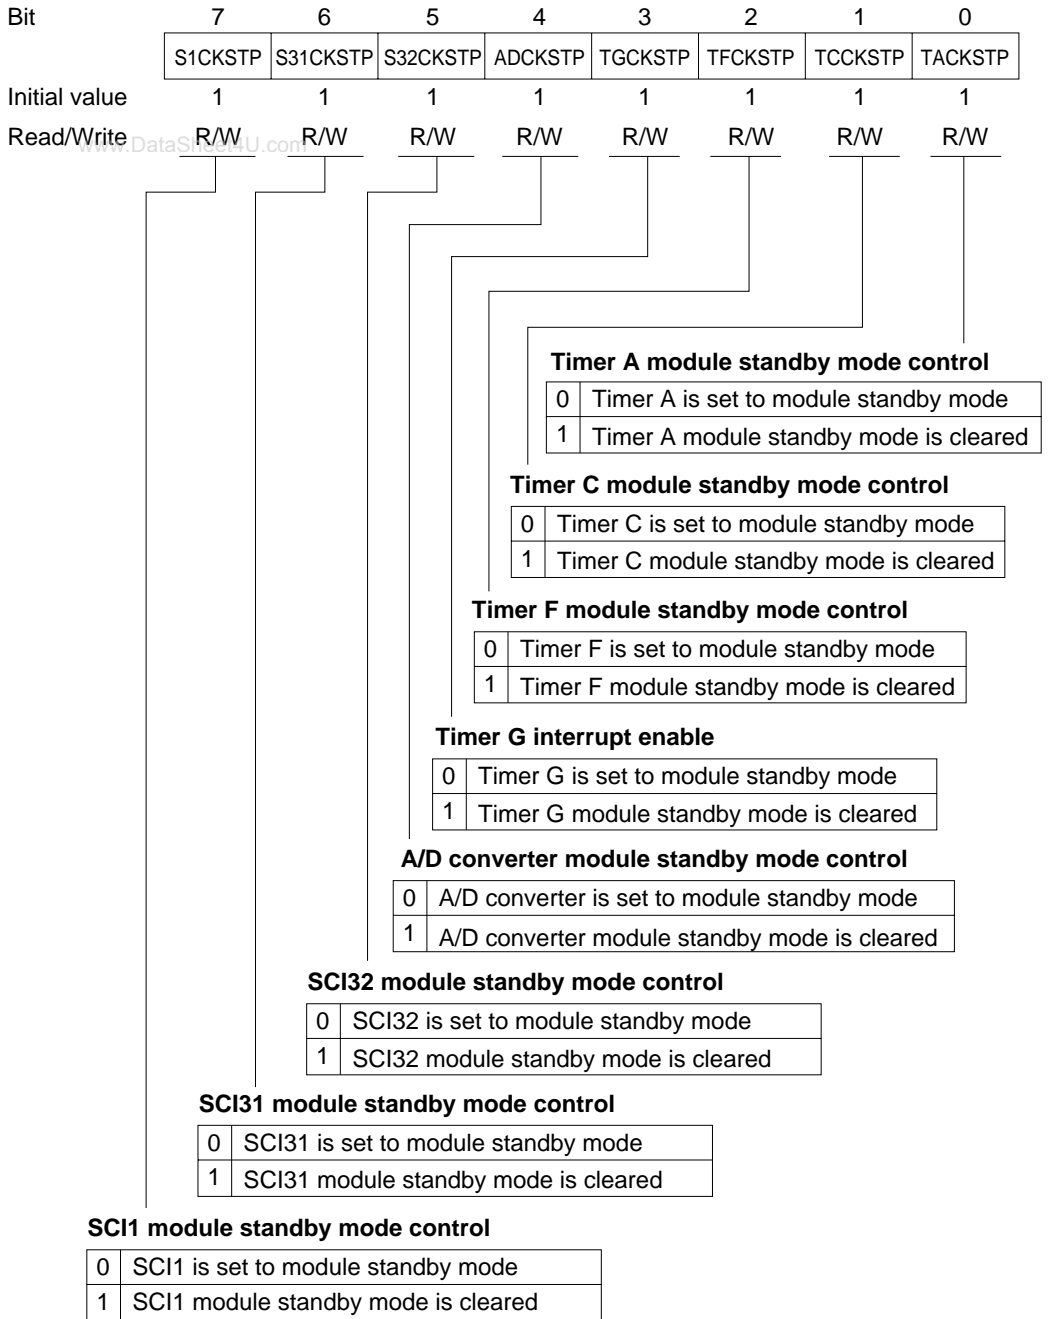 Bit 7 6 5 4 3 2 1 0
S1CKSTP S31CKSTP S32CKSTP ADCKSTP TGCKSTP TFCKSTP TCCKSTP TACKSTP
Initial value 1 1 1 1 1 1 1 1
Read/Write R/W R/W R/W R/W R/W R/W R/W R/W
www.DataSheet4U.com
Timer A module standby mode control
0 Timer A is set to module standby mode
1 Timer A module standby mode is cleared
Timer C module standby mode control
0 Timer C is set to module standby mode
1 Timer C module standby mode is cleared
Timer F module standby mode control
0 Timer F is set to module standby mode
1 Timer F module standby mode is cleared
Timer G interrupt enable
0 Timer G is set to module standby mode
1 Timer G module standby mode is cleared
A/D converter module standby mode control
0 A/D converter is set to module standby mode
1 A/D converter module standby mode is cleared
SCI32 module standby mode control
0 SCI32 is set to module standby mode
1 SCI32 module standby mode is cleared
SCI31 module standby mode control
0 SCI31 is set to module standby mode
1 SCI31 module standby mode is cleared
SCI1 module standby mode control
0 SCI1 is set to module standby mode
1 SCI1 module standby mode is cleared